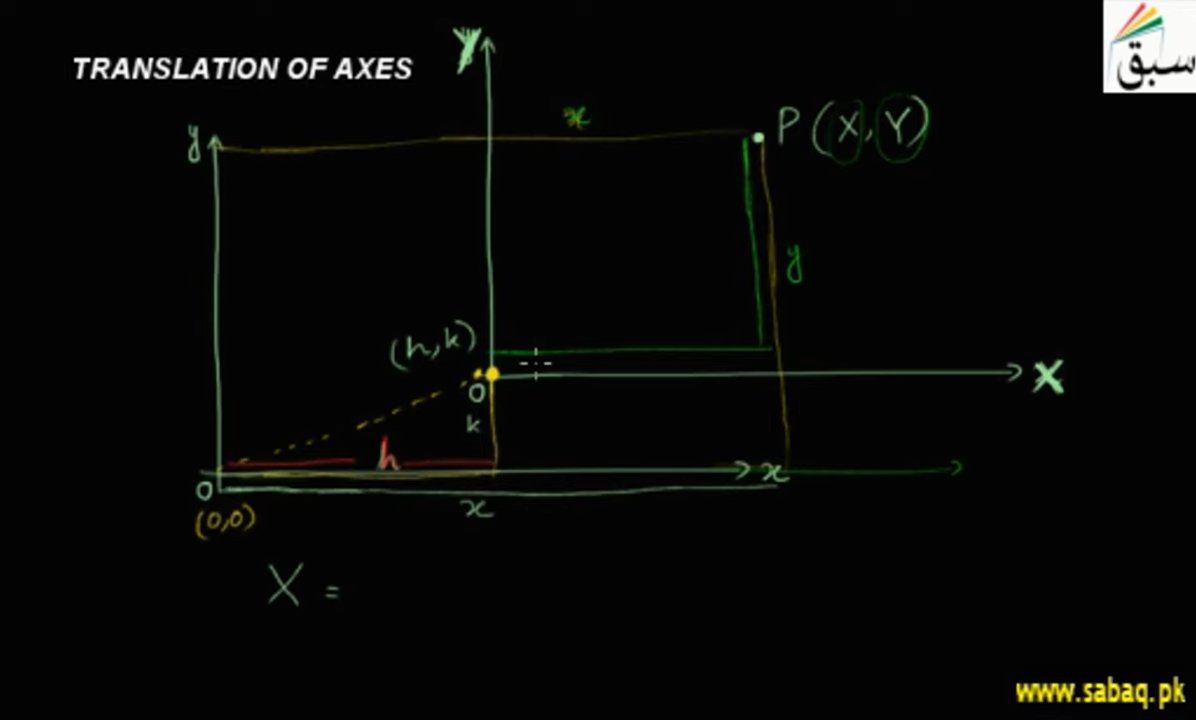 سبق
TRANSLATION OF AXES
Y
x
P (X, Y)
y
y
(h, k)
O
X
k
h
x
O
x
(0,0)
X =
www.sabaq.pk